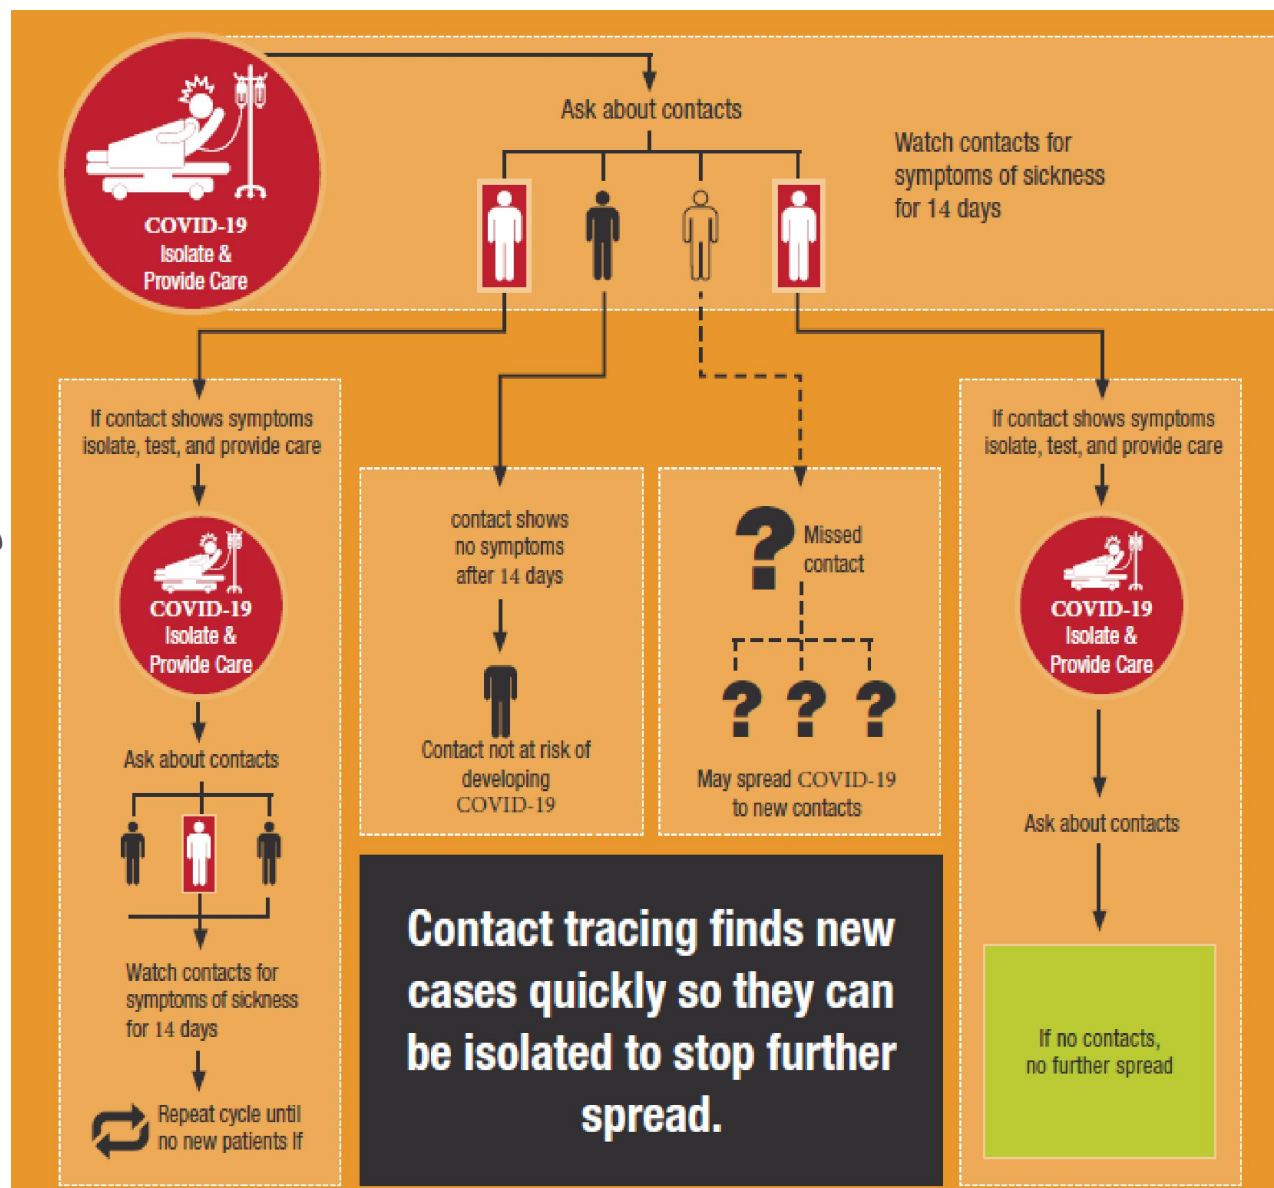 COVID-19
Isolate &
Provide Care
Ask about contacts
Watch contacts for
symptoms of sickness
for 14 days
If contact shows symptoms
isolate, test, and provide care
COVID-19
Isolate &
Provide Care
Ask about contacts
Watch contacts for
symptoms of sickness
for 14 days
Repeat cycle until
no new patients If
contact shows
no symptoms
after 14 days
Contact not at risk of
developing
COVID-19
?
Missed
contact
? ? ?
May spread COVID-19
to new contacts
If contact shows symptoms
isolate, test, and provide care
COVID-19
Isolate &
Provide Care
Ask about contacts
If no contacts,
no further spread
Contact tracing finds new
cases quickly so they can
be isolated to stop further
spread.